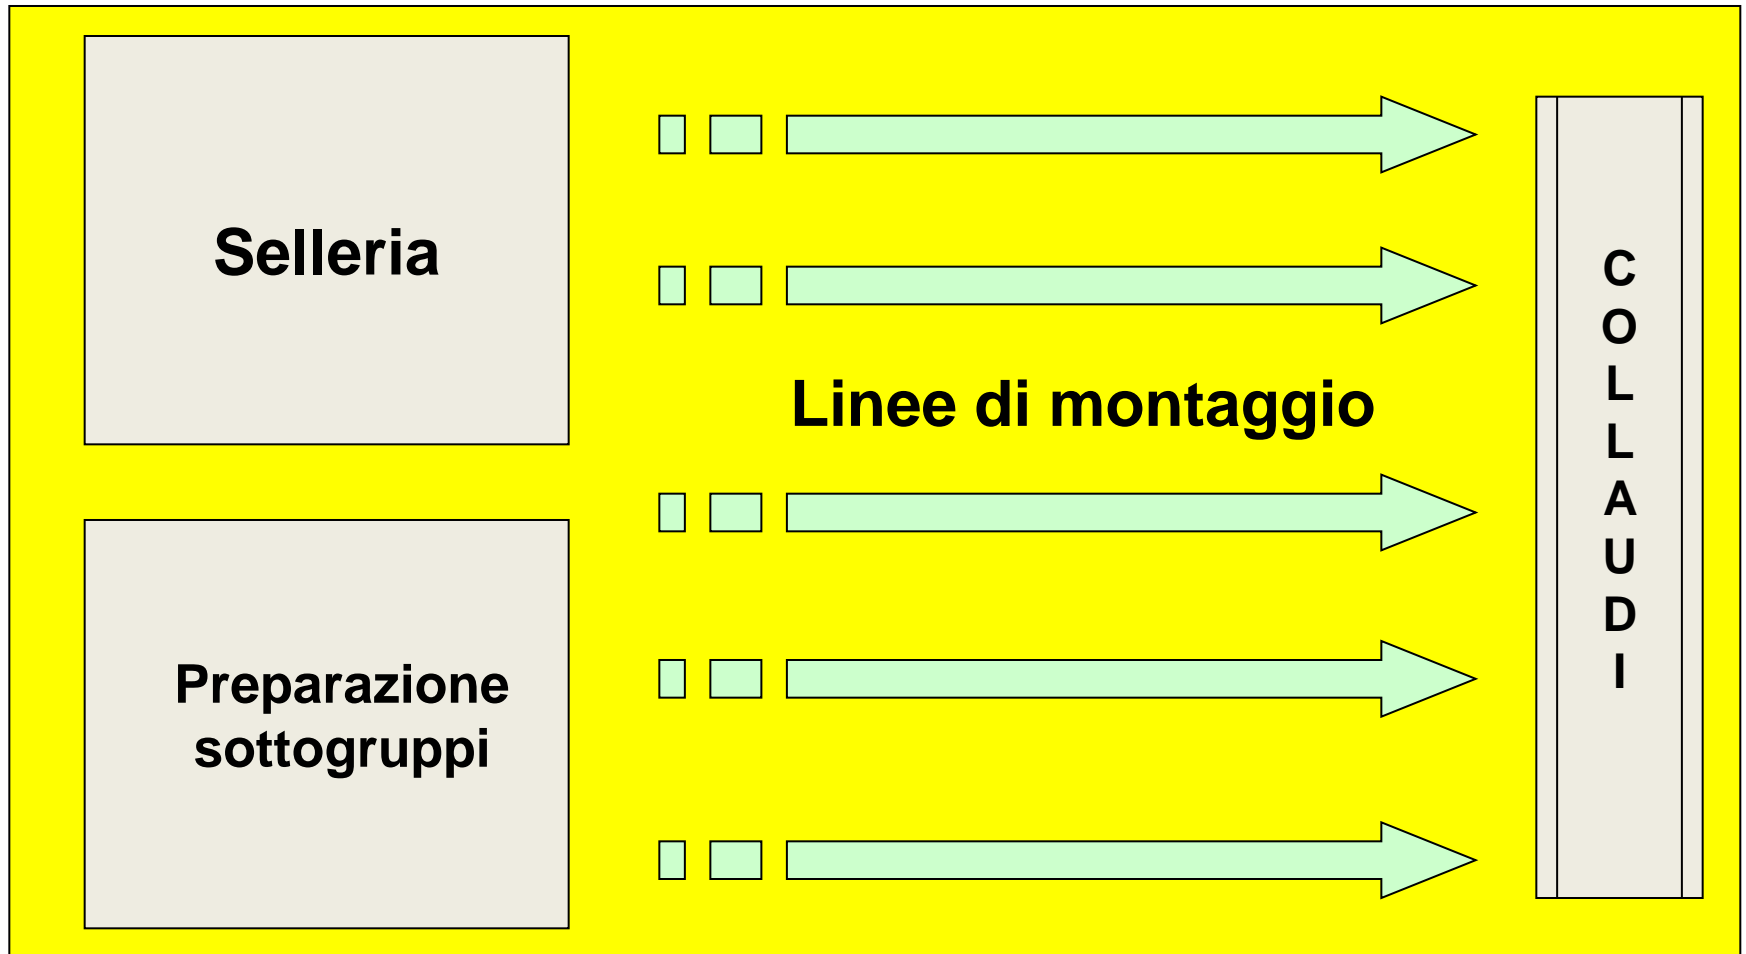 Selleria
Linee di montaggio
Preparazione
sottogruppi
C
O
L
L
A
U
D
I